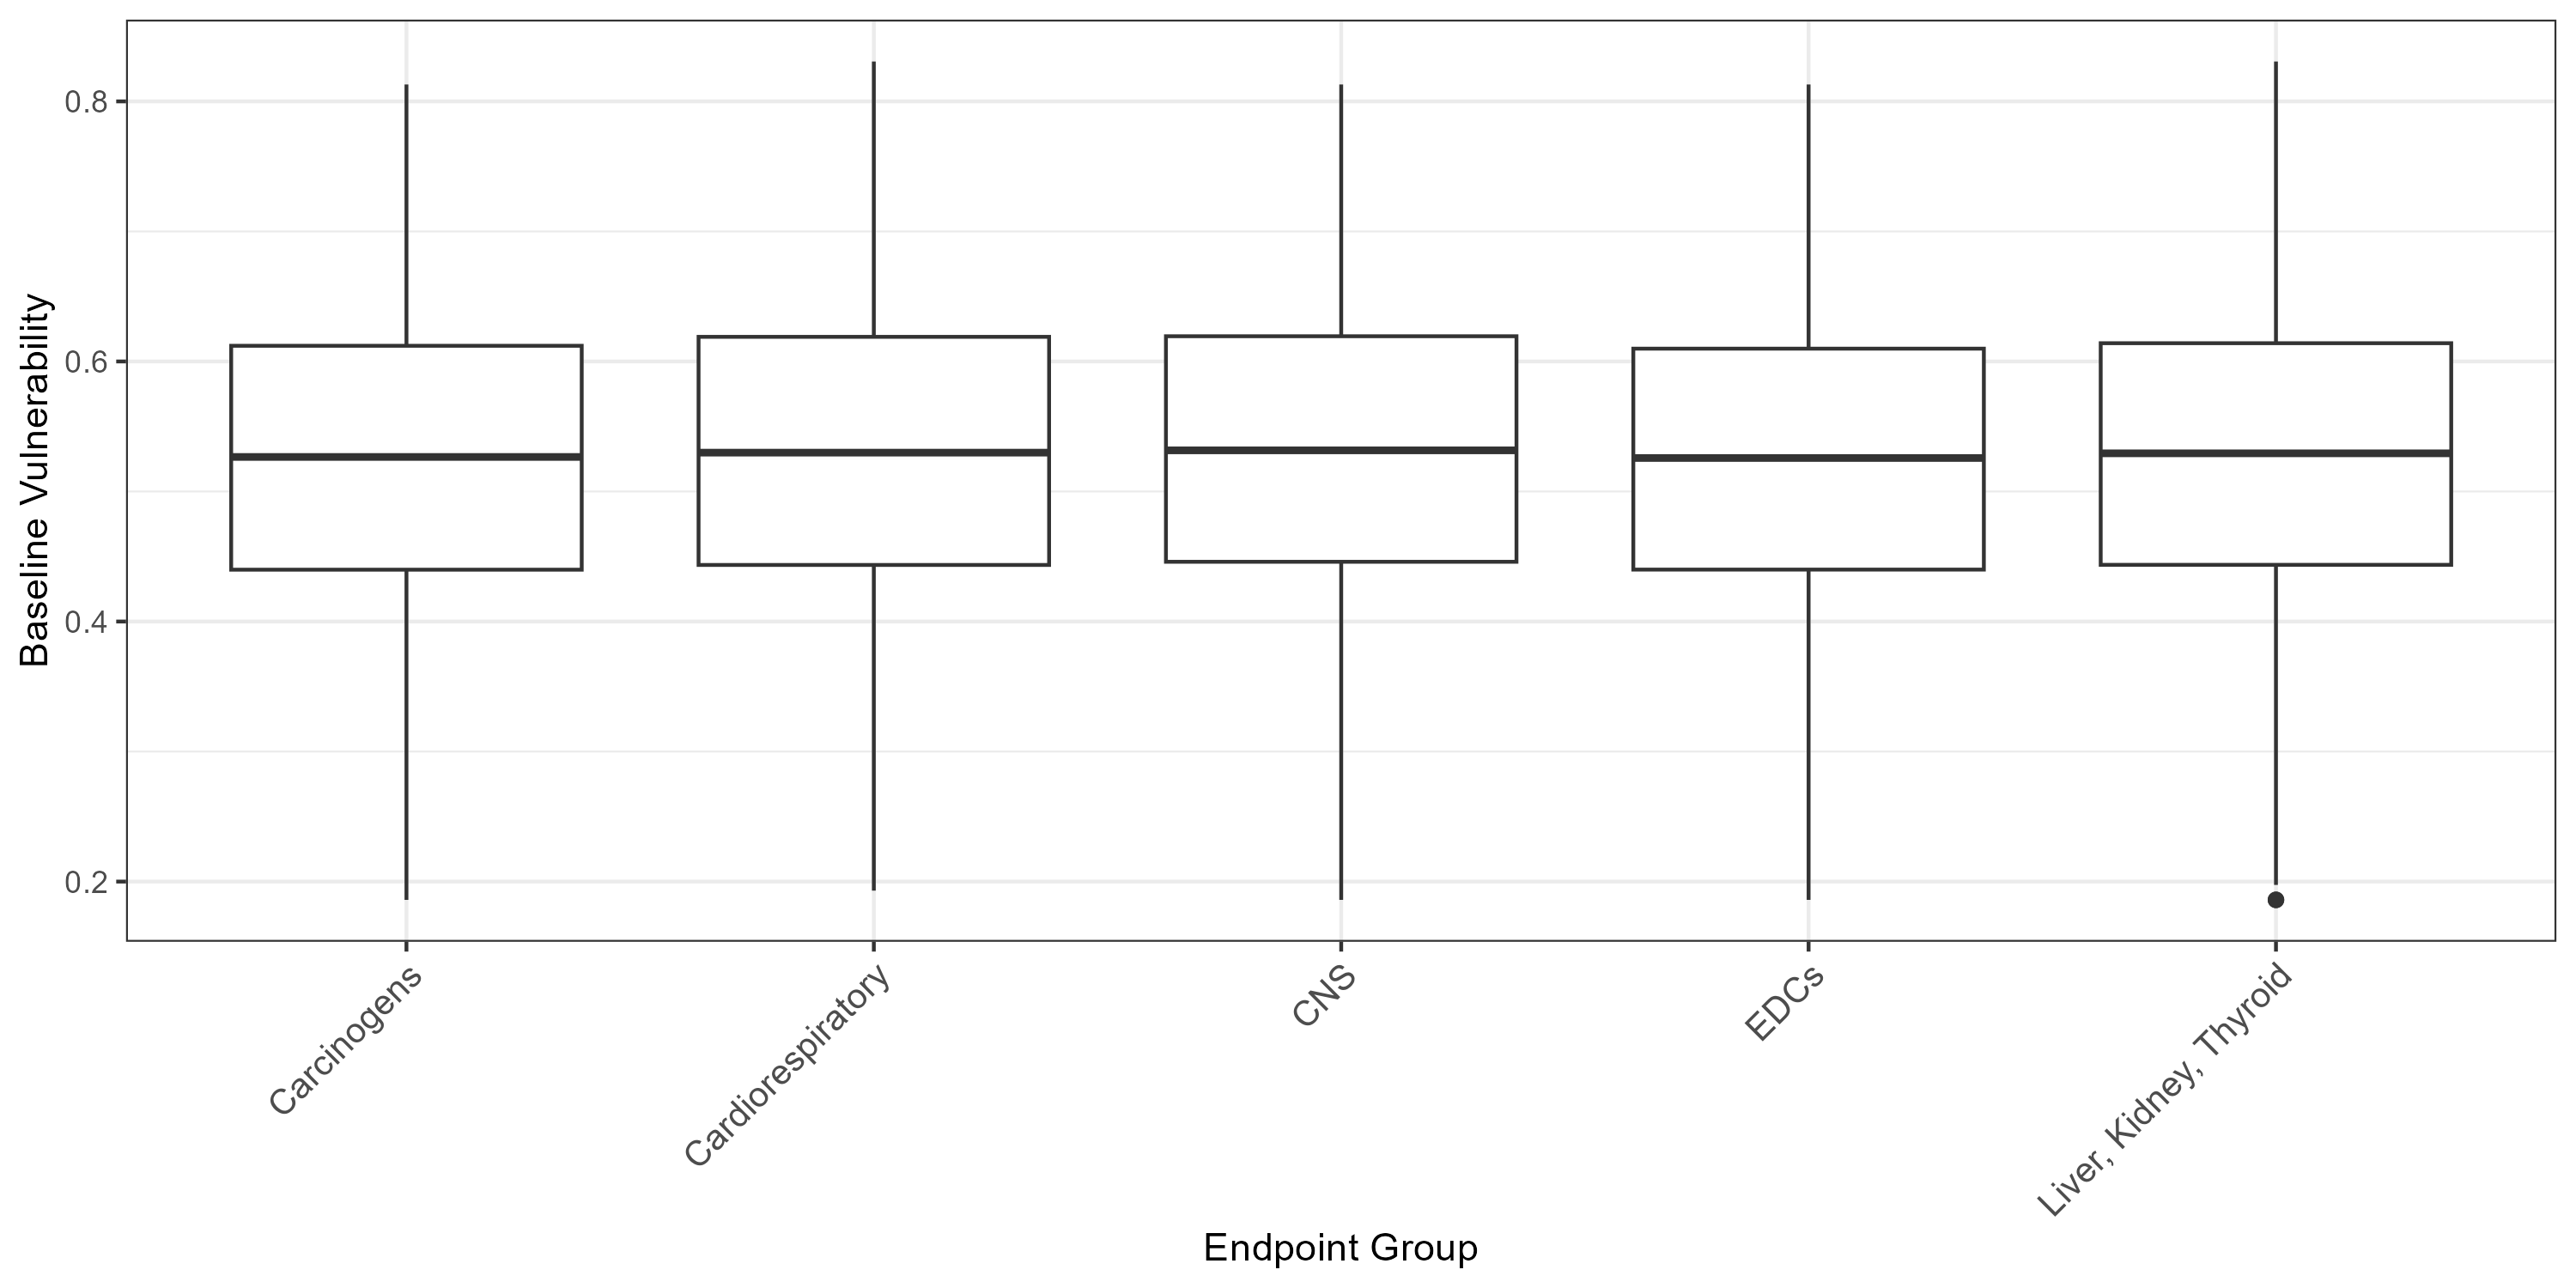 Baseline Vulnerability
0.8
0.6
0.4
0.2
Carcinogens
Cardiorespiratory
CNS
EDCs
Liver, Kidney, Thyroid
Endpoint Group